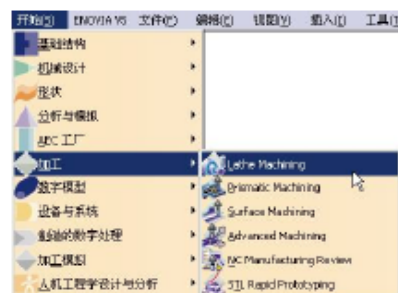 开始(S) ENOVIA V5 文件(F) 编辑(E) 视图(V) 插入(I) 工具(T)
基础结构
机械设计
形状
分析与模拟
AEC 工厂
加工
Lathe Machining
数字模型
Prismatic Machining
设备与系统
Surface Machining
制造的数字处理
Advanced Machining
加工模拟
NC Manufacturing Review
人机工程学设计与分析
STL Rapid Prototyping